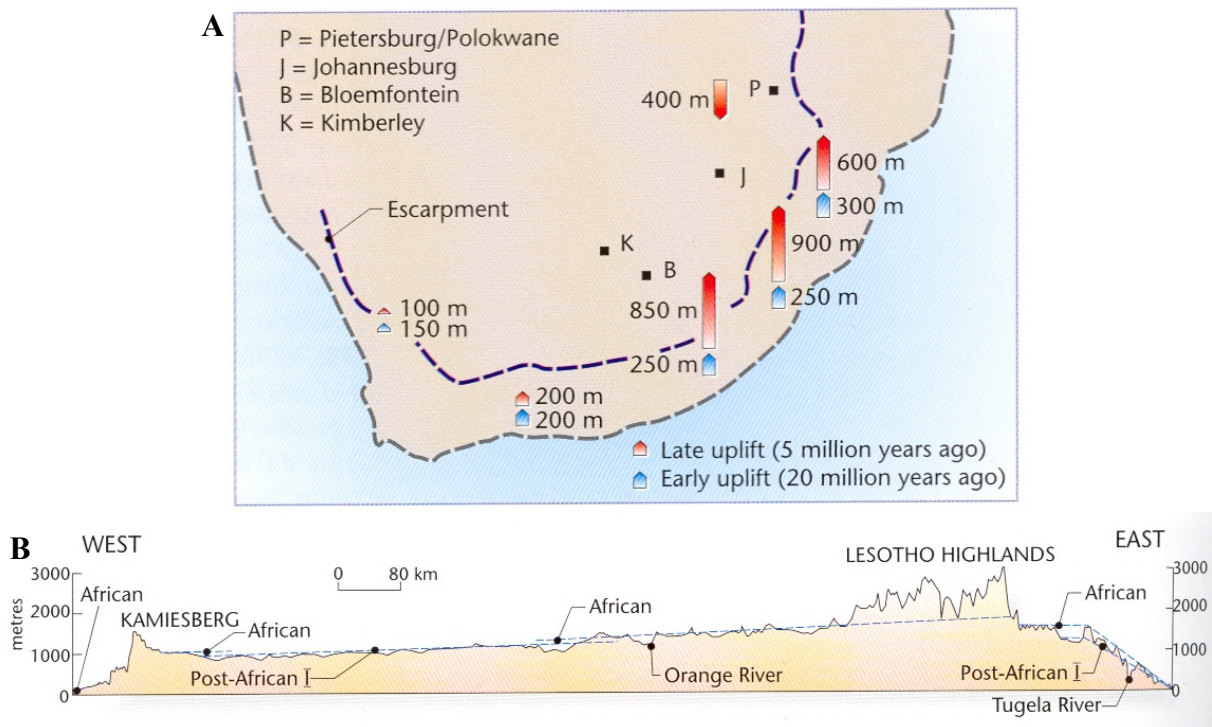 A
P = Pietersburg/Polokwane
J = Johannesburg
B = Bloemfontein
K = Kimberley
400 m
P
600 m
J
300 m
Escarpment
K
900 m
B
250 m
850 m
100 m
150 m
250 m
200 m
200 m
Late uplift (5 million years ago)
Early uplift (20 million years ago)
B
WEST
EAST
LESOTHO HIGHLANDS
3000
2000
1000
0
metres
African
KAMIESBERG
African
0 80 km
Post-African I
African
Orange River
African
Post-African I
Tugela River
3000
2000
1000
0